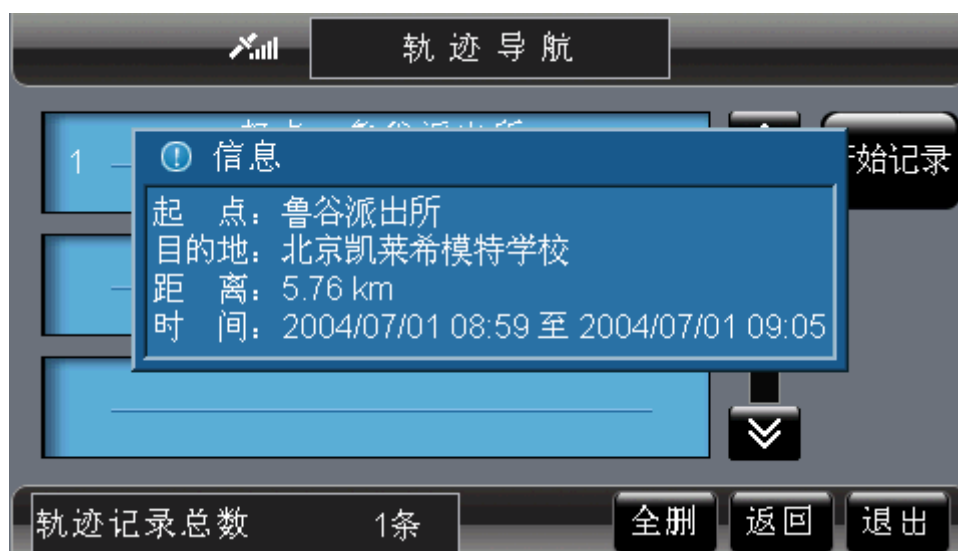 轨迹导航
1
始记录
信息
起 点：鲁谷派出所
目的地：北京凯莱希模特学校
距 离：5.76 km
时 间：2004/07/01 08:59 至 2004/07/01 09:05
轨迹记录总数 1条
全删
返回
退出